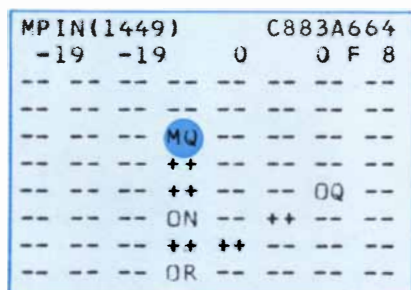 MPIN(1449) C883A664
-19 -19 0 0 F 8
-- -- -- -- -- -- -- --
-- -- -- -- -- -- -- --
-- -- -- MQ -- -- -- --
-- -- -- ++ -- -- -- --
-- -- -- ++ -- -- OQ --
-- -- -- ON -- ++ -- --
-- -- -- ++ ++ -- -- --
-- -- -- OR -- -- -- --